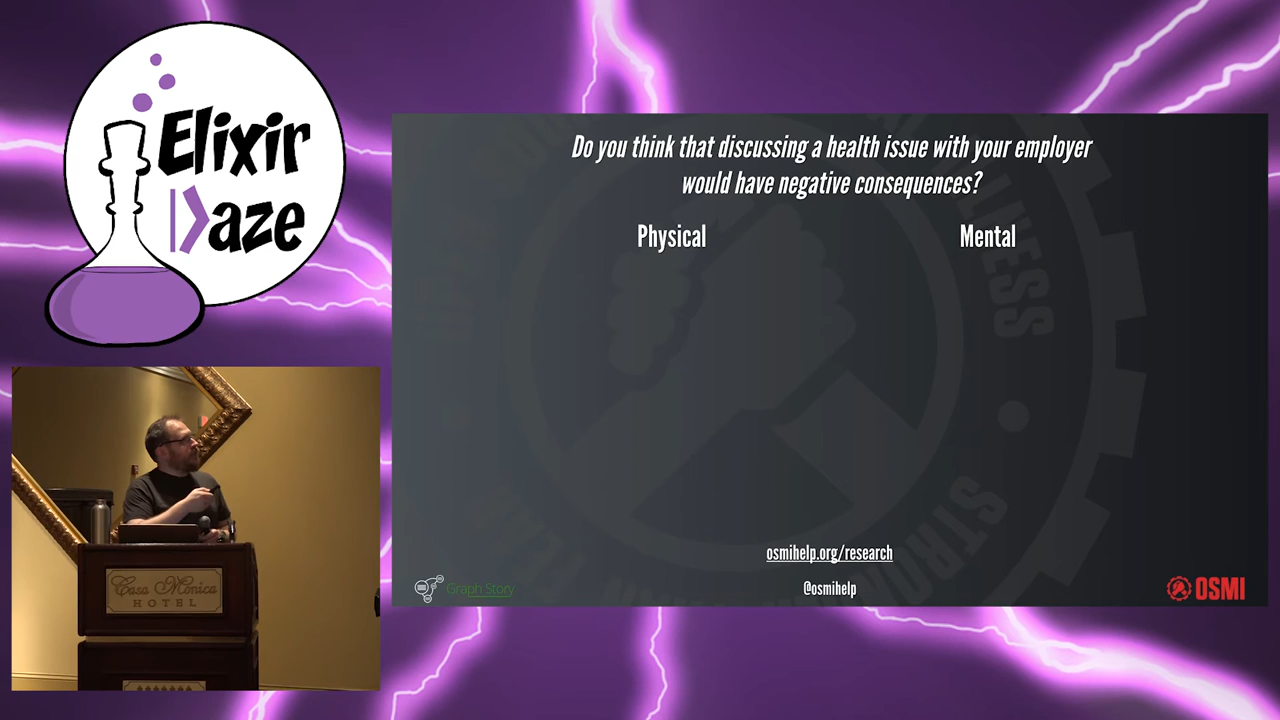 Elixir
Daze
Do you think that discussing a health issue with your employer
would have negative consequences?
Physical
Mental
osmihelp.org/research
@osmihelp
Graph Story
OSMI
Casa Monica
HOTEL